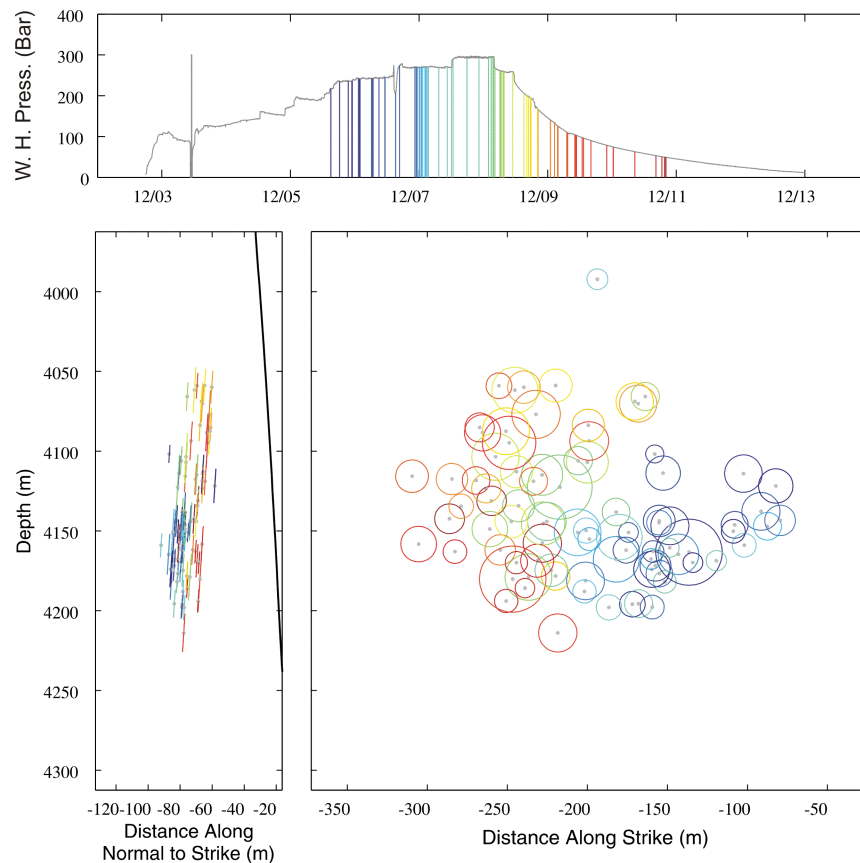 W. H. Press. (Bar)
400
300
200
100
0
12/03 12/05 12/07 12/09 12/11 12/13
Depth (m)
4000
4050
4100
4150
4200
4250
4300
-120 -100 -80 -60 -40 -20
Distance Along
Normal to Strike (m)
-350 -300 -250 -200 -150 -100 -50
Distance Along Strike (m)